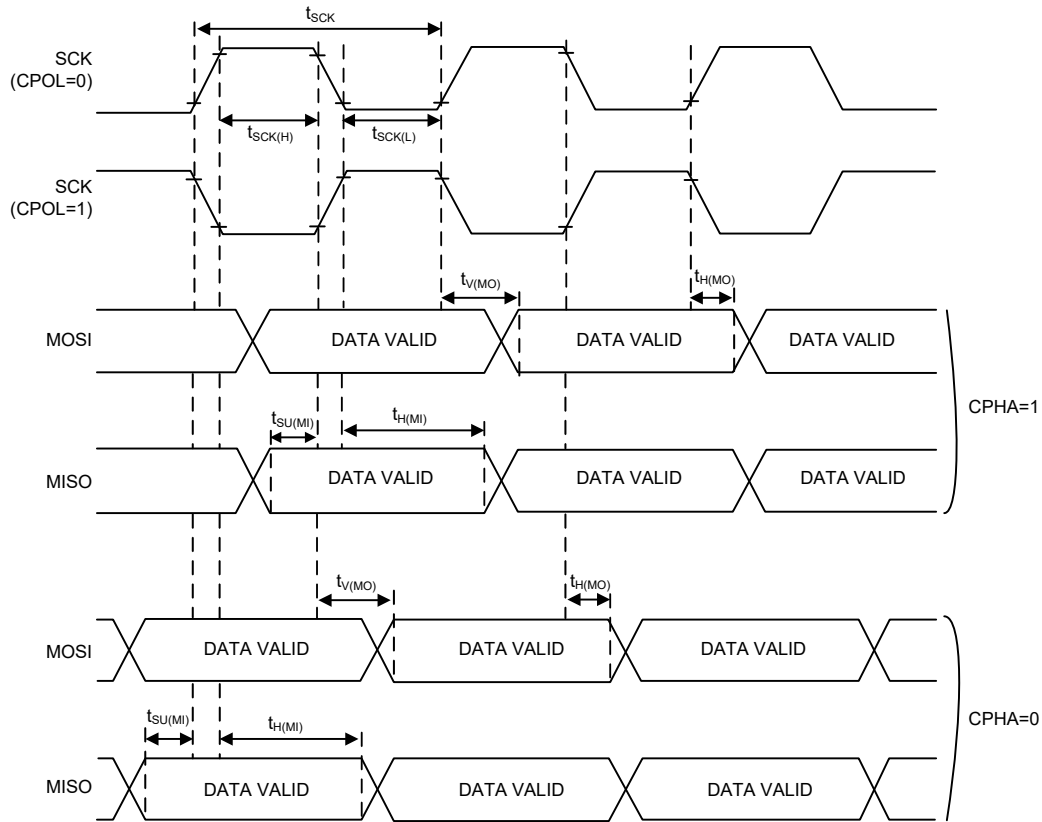 tSCK
SCK
(CPOL=0)
tSCK(H) tSCK(L)
SCK
(CPOL=1)
tV(MO) tH(MO)
MOSI DATA VALID DATA VALID DATA VALID
CPHA=1
tSU(MI) tH(MI)
MISO DATA VALID DATA VALID DATA VALID
tV(MO) tH(MO)
MOSI DATA VALID DATA VALID DATA VALID
CPHA=0
tSU(MI) tH(MI)
MISO DATA VALID DATA VALID DATA VALID